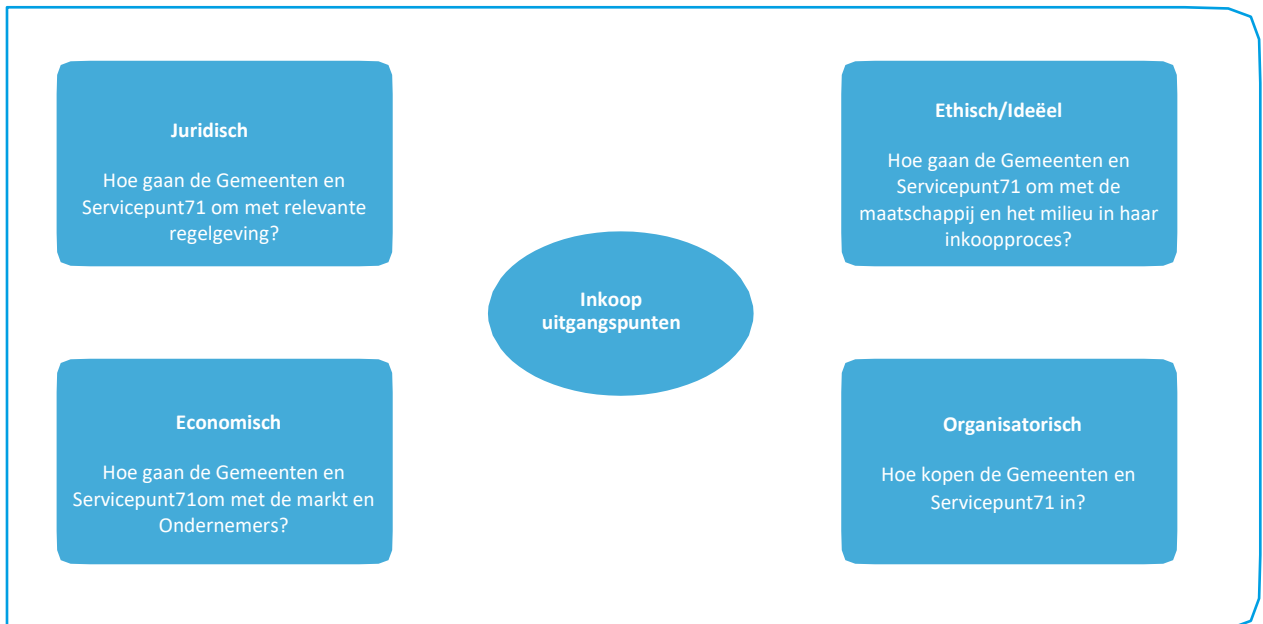 Juridisch
Hoe gaan de Gemeenten en
Servicepunt71 om met relevante
regelgeving?
Ethisch/Ideëel
Hoe gaan de Gemeenten en
Servicepunt71 om met de
maatschappij en het milieu in haar
inkoopproces?
Inkoop
uitgangspunten
Economisch
Hoe gaan de Gemeenten en
Servicepunt71om met de markt en
Ondernemers?
Organisatorisch
Hoe kopen de Gemeenten en
Servicepunt71 in?